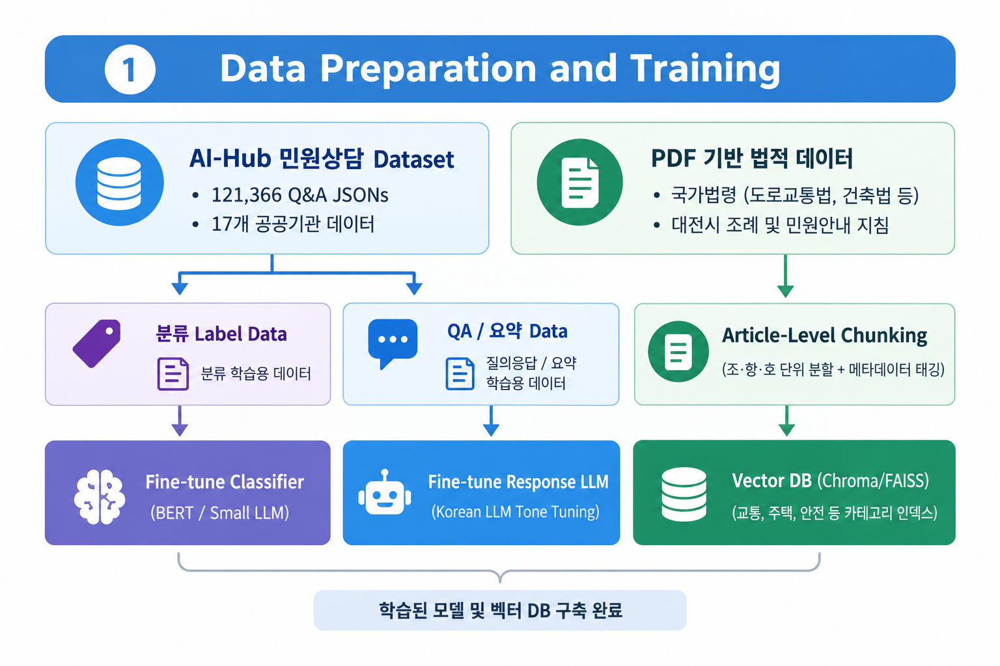 1 Data Preparation and Training
AI-Hub 민원상담 Dataset
• 121,366 Q&A JSONs
• 17개 공공기관 데이터
PDF 기반 법적 데이터
• 국가법령 (도로교통법, 건축법 등)
• 대전시 조례 및 민원안내 지침
분류 Label Data
분류 학습용 데이터
QA / 요약 Data
질의응답 / 요약
학습용 데이터
Article-Level Chunking
(조·항·호 단위 분할 + 메타데이터 태깅)
Fine-tune Classifier
(BERT / Small LLM)
Fine-tune Response LLM
(Korean LLM Tone Tuning)
Vector DB (Chroma/FAISS)
(교통, 주택, 안전 등 카테고리 인덱스)
학습된 모델 및 벡터 DB 구축 완료